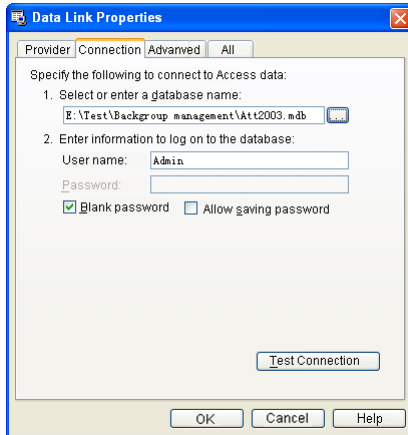 Data Link Properties
Provider Connection Advanved All
Specify the following to connect to Access data:
1. Select or enter a database name:
E:\Test\Backgroup management\Att2003.mdb ...
2. Enter information to log on to the database:
User name: Admin
Password:
Blank password Allow saving password
Test Connection
OK Cancel Help